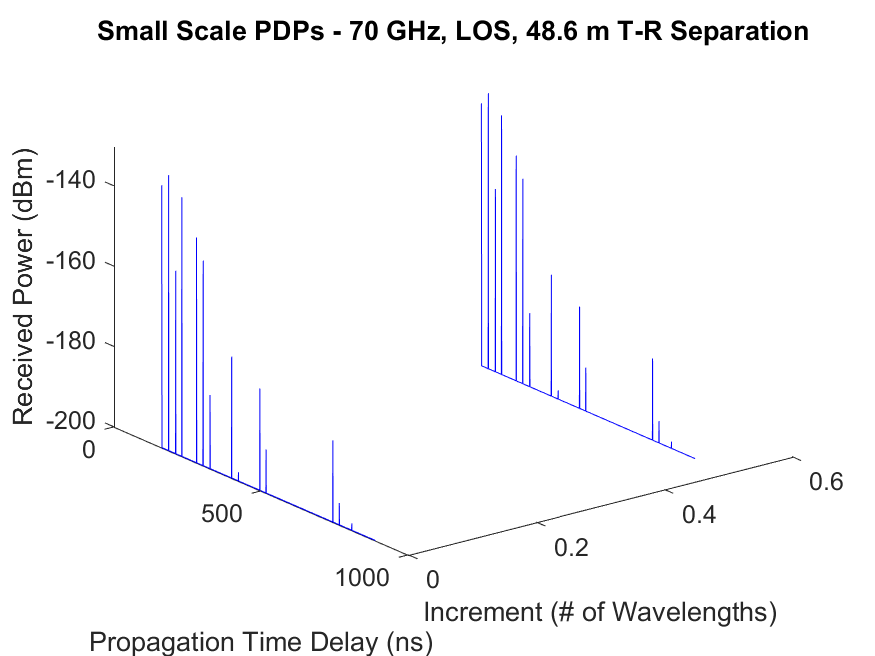 Small Scale PDPs - 70 GHz, LOS, 48.6 m T-R Separation
Received Power (dBm)
-140
-160
-180
-200
0
500
1000
Propagation Time Delay (ns)
0
0.2
0.4
0.6
Increment (# of Wavelengths)